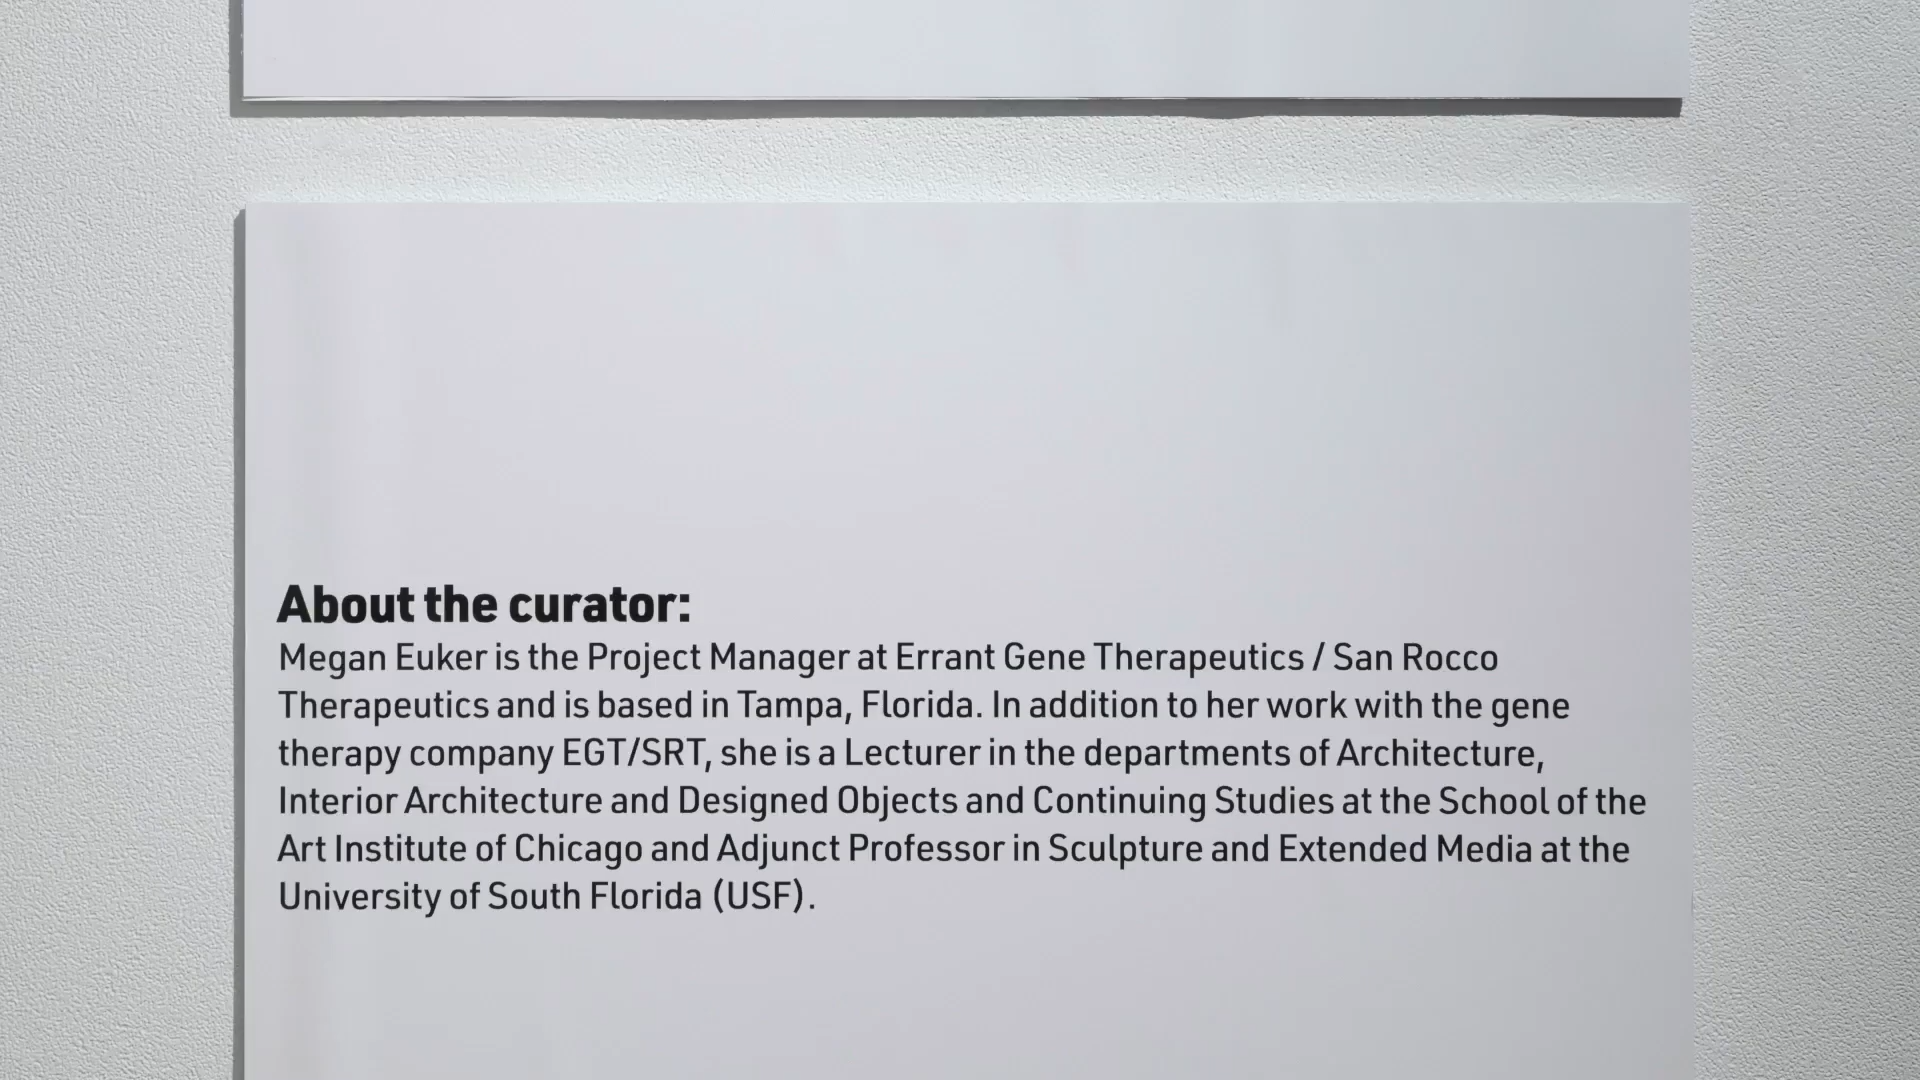 About the curator:
Megan Euker is the Project Manager at Errant Gene Therapeutics / San Rocco
Therapeutics and is based in Tampa, Florida. In addition to her work with the gene
therapy company EGT/SRT, she is a Lecturer in the departments of Architecture,
Interior Architecture and Designed Objects and Continuing Studies at the School of the
Art Institute of Chicago and Adjunct Professor in Sculpture and Extended Media at the
University of South Florida (USF).